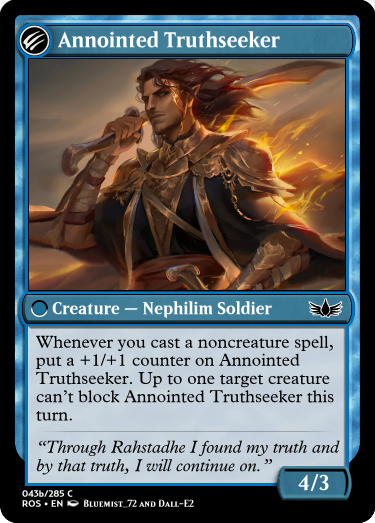 Annointed Truthseeker
Creature — Nephilim Soldier
Whenever you cast a noncreature spell,
put a +1/+1 counter on Annointed
Truthseeker. Up to one target creature
can't block Annointed Truthseeker this
turn.
“Through Rahstadhe I found my truth and
by that truth, I will continue on.”
4/3
043b/285 C
ROS • EN Bluemist_72 and Dall-E2